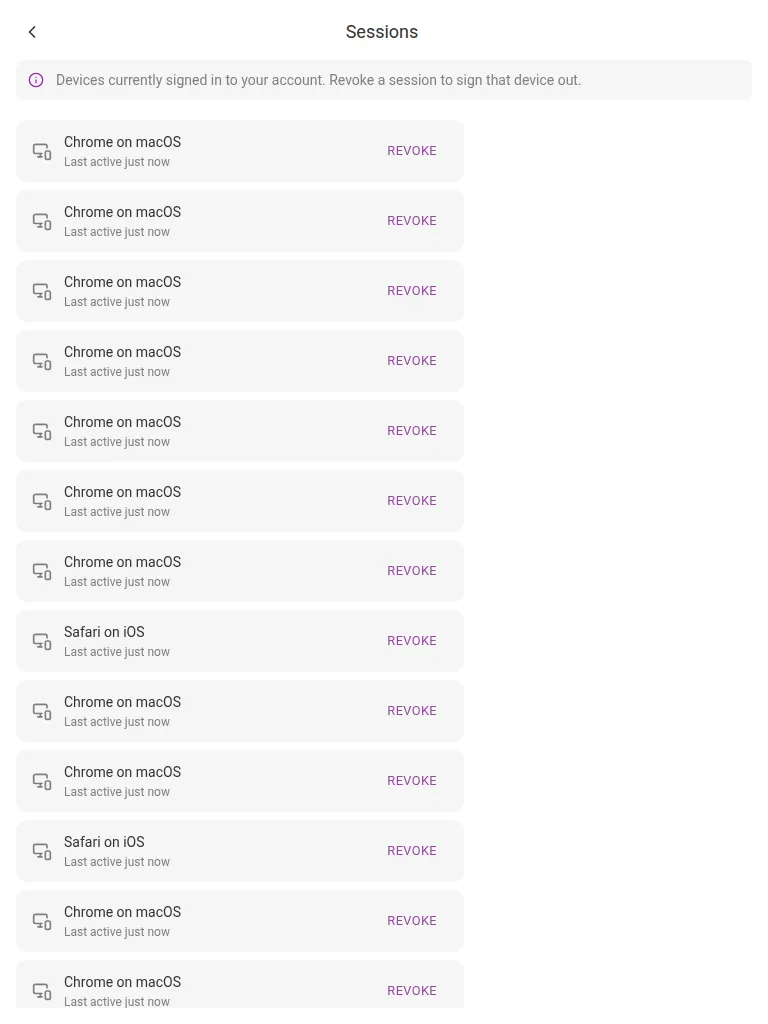 Sessions
Devices currently signed in to your account. Revoke a session to sign that device out.
Chrome on macOS
Last active just now
REVOKE
Chrome on macOS
Last active just now
REVOKE
Chrome on macOS
Last active just now
REVOKE
Chrome on macOS
Last active just now
REVOKE
Chrome on macOS
Last active just now
REVOKE
Chrome on macOS
Last active just now
REVOKE
Chrome on macOS
Last active just now
REVOKE
Safari on iOS
Last active just now
REVOKE
Chrome on macOS
Last active just now
REVOKE
Chrome on macOS
Last active just now
REVOKE
Safari on iOS
Last active just now
REVOKE
Chrome on macOS
Last active just now
REVOKE
Chrome on macOS
Last active just now
REVOKE